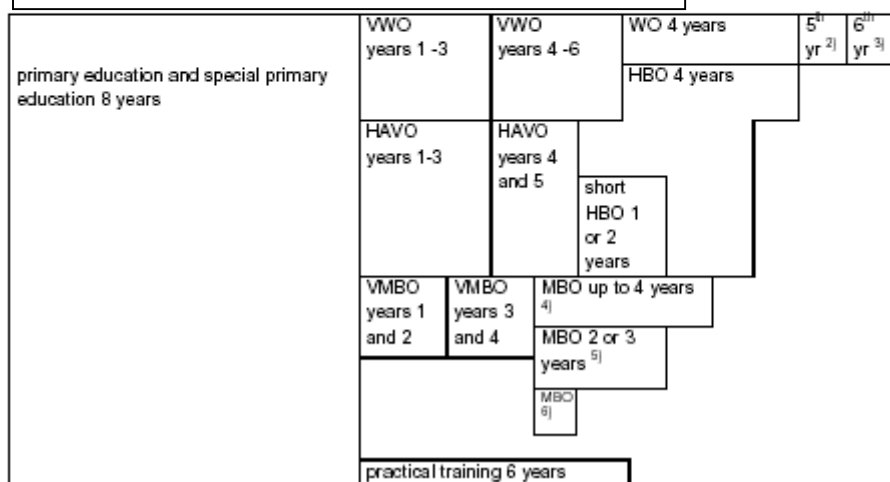 VWO
years 1 -3
VWO
years 4 -6
WO 4 years
5th
yr 2)
6th
yr 3)
primary education and special primary
education 8 years
HBO 4 years
HAVO
years 1-3
HAVO
years 4
and 5
short
HBO 1
or 2
years
VMBO
years 1
and 2
VMBO
years 3
and 4
MBO up to 4 years
4)
MBO 2 or 3
years 5)
MBO
6)
practical training 6 years